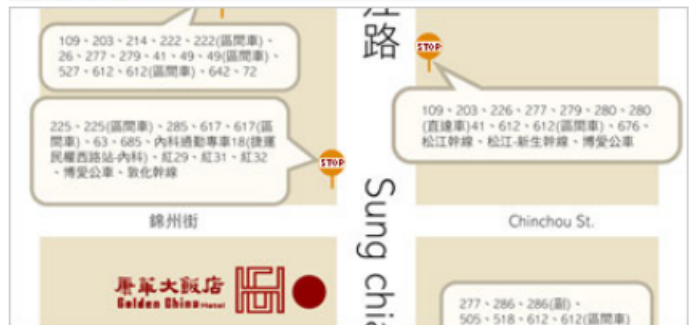 109、203、214、222、222(區間車)、
26、277、279、41、49、49(區間車)、
527、612、612(區間車)、642、72
江路
STOP
109、203、226、277、279、280、280
(直達車)41、612、612(區間車)、676、
松江幹線、松江-新生幹線、博愛公車
225、225(區間車)、285、617、617(區
間車)、63、685、內科通勤專車18(捷運
民權西路站-內科)、紅29、紅31、紅32
、博愛公車、敦化幹線
STOP
錦州街
Sung chia
Chinchou St.
康華大飯店
Golden China Hotel
277、286、286(副)、
505、518、612、612(區間車)